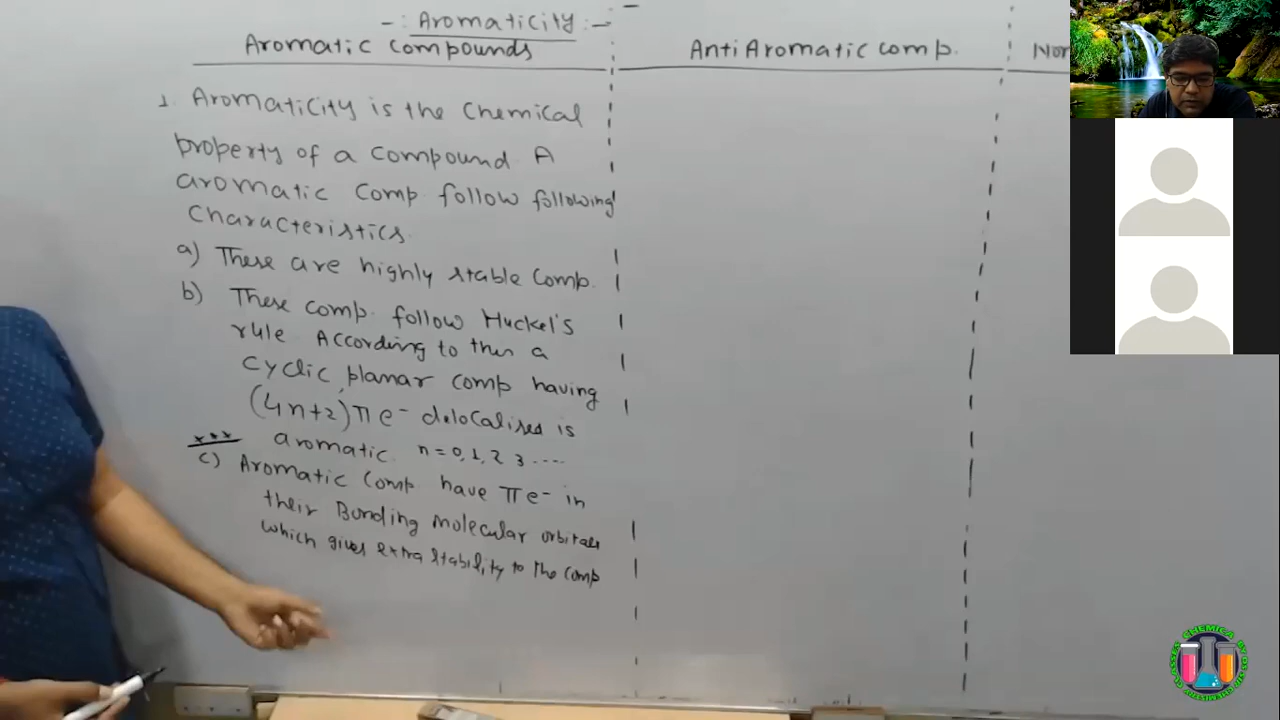 -: Aromaticity :-
Aromatic Compounds
AntiAromatic comp.
Non
1. Aromaticity is the chemical
property of a compound A
aromatic comp follow following
characteristics.
a) These are highly stable comp.
b) These comp. follow Huckel's
rule According to this a
cyclic, planar comp having
(4n+2)πe- delocalised is
aromatic. n = 0, 1, 2, 3 ....
c) Aromatic comp have πe- in
their Bonding molecular orbitals
which gives extra stability to the comp